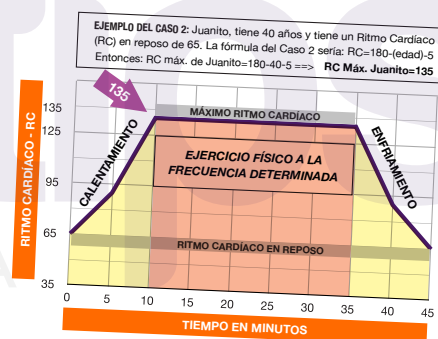 EJEMPLO DEL CASO 2: Juanito, tiene 40 años y tiene un Ritmo Cardíaco
(RC) en reposo de 65. La fórmula del Caso 2 sería: RC=180-(edad)-5
Entonces: RC máx. de Juanito=180-40-5 ==> RC Máx. Juanito=135
135
RITMO CARDÍACO - RC
135
125
95
65
35
CALENTAMIENTO
MÁXIMO RITMO CARDÍACO
EJERCICIO FÍSICO A LA
FRECUENCIA DETERMINADA
ENFRIAMIENTO
RITMO CARDÍACO EN REPOSO
0 5 10 15 20 25 30 35 40 45
TIEMPO EN MINUTOS